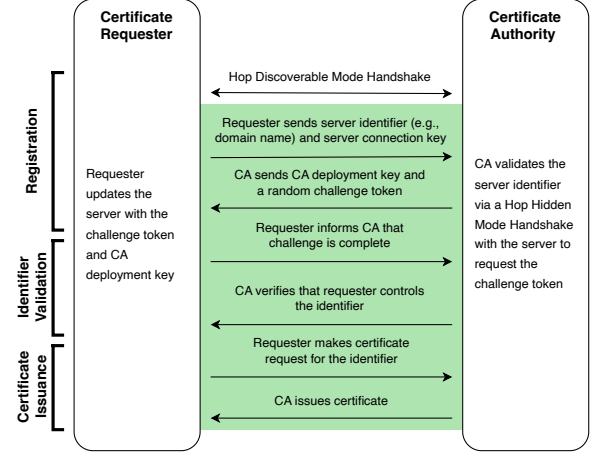 Certificate
Requester
Certificate
Authority
Hop Discoverable Mode Handshake
Registration
Requester sends server identifier (e.g.,
domain name) and server connection key
CA sends CA deployment key and
a random challenge token
Requester informs CA that
challenge is complete
Requester
updates the
server with the
challenge token
and CA
deployment key
CA validates the
server identifier
via a Hop Hidden
Mode Handshake
with the server to
request the
challenge token
Identifier
Validation
CA verifies that requester controls
the identifier
Certificate
Issuance
Requester makes certificate
request for the identifier
CA issues certificate